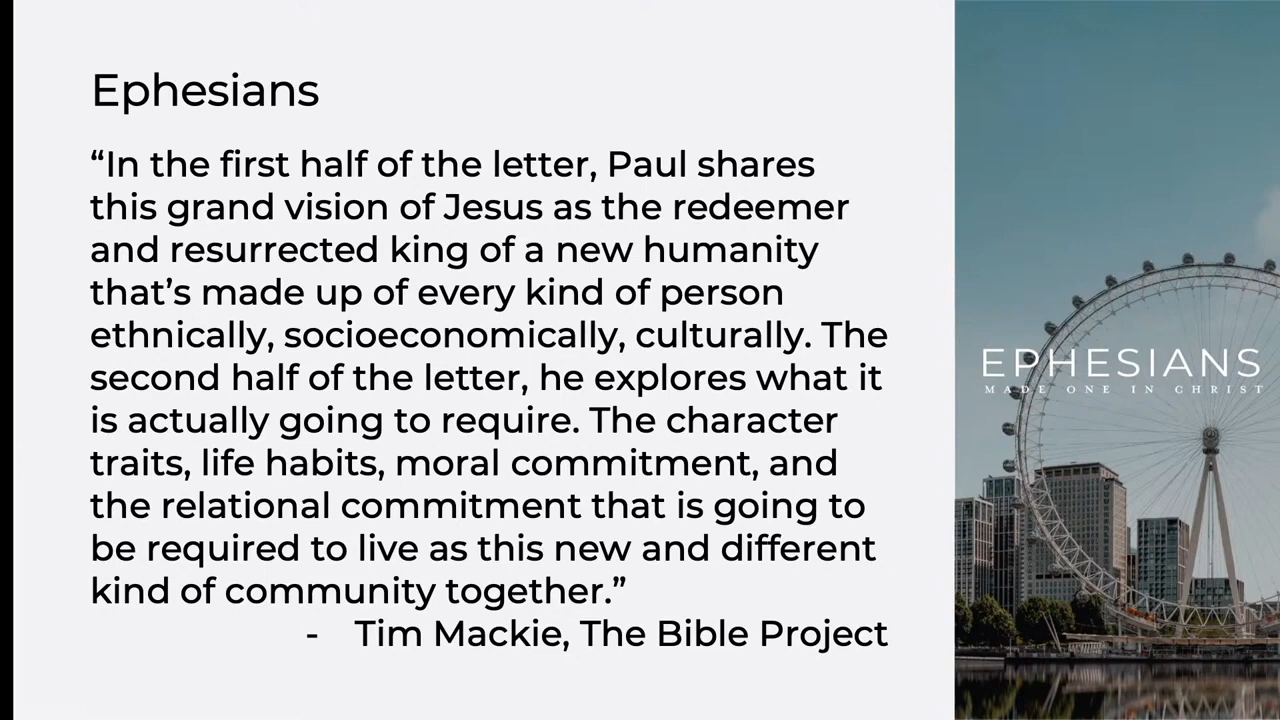 Ephesians
“In the first half of the letter, Paul shares
this grand vision of Jesus as the redeemer
and resurrected king of a new humanity
that’s made up of every kind of person
ethnically, socioeconomically, culturally. The
second half of the letter, he explores what it
is actually going to require. The character
traits, life habits, moral commitment, and
the relational commitment that is going to
be required to live as this new and different
kind of community together.”
- Tim Mackie, The Bible Project
EPHESIANS
MADE ONE IN CHRIST